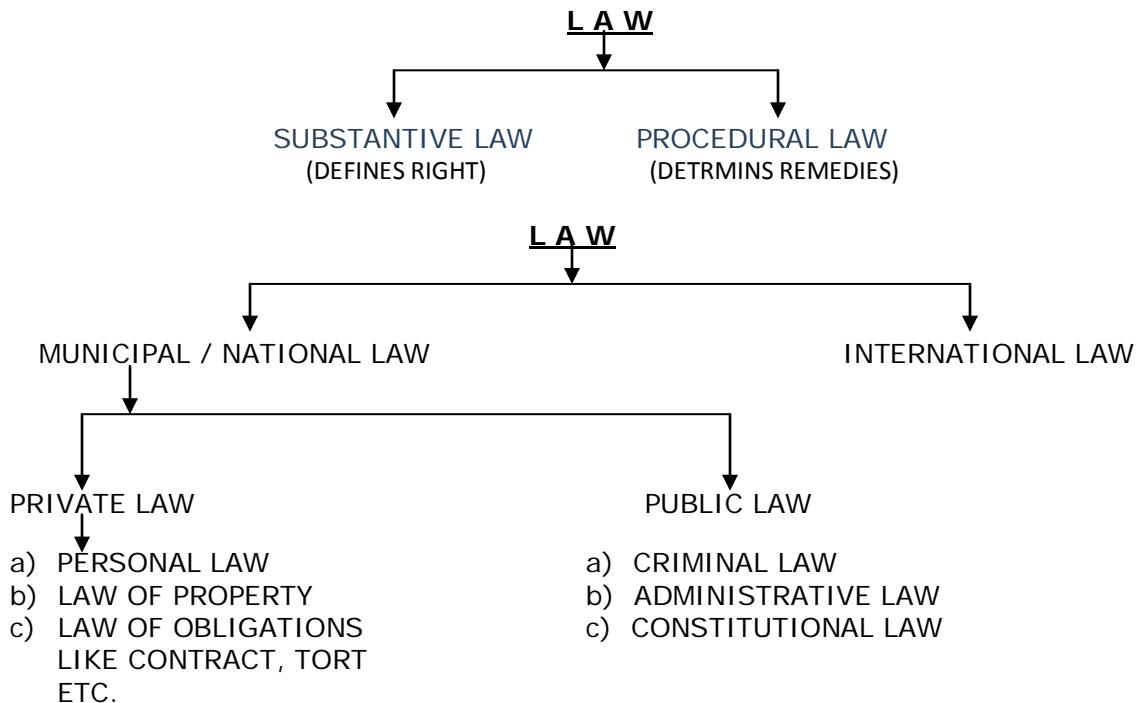 L A W
SUBSTANTIVE LAW PROCEDURAL LAW
(DEFINES RIGHT) (DETRMINS REMEDIES)
L A W
MUNICIPAL / NATIONAL LAW INTERNATIONAL LAW
PRIVATE LAW PUBLIC LAW
a) PERSONAL LAW a) CRIMINAL LAW
b) LAW OF PROPERTY b) ADMINISTRATIVE LAW
c) LAW OF OBLIGATIONS c) CONSTITUTIONAL LAW
LIKE CONTRACT, TORT
ETC.